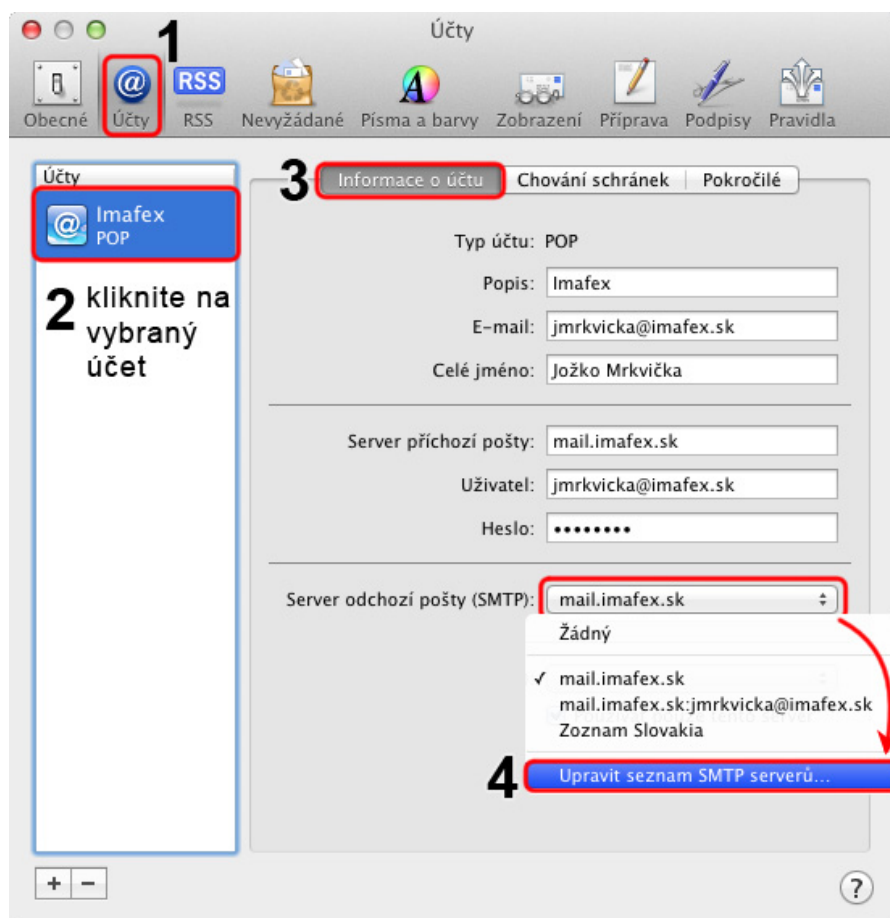 Účty
1
RSS
Obecné Účty RSS Nevyžádané Písma a barvy Zobrazení Příprava Podpisy Pravidla
Účty
Imafex
POP
2 kliknite na
vybraný
účet
3 Informace o účtu Chování schránek Pokročilé
Typ účtu: POP
Popis: Imafex
E-mail: jmrkvicka@imafex.sk
Celé jméno: Jožko Mrkvička
Server příchozí pošty: mail.imafex.sk
Uživatel: jmrkvicka@imafex.sk
Heslo: ••••••••
Server odchozí pošty (SMTP): mail.imafex.sk
Žádný
✓ mail.imafex.sk
mail.imafex.sk:jmrkvicka@imafex.sk
Zoznam Slovakia
4 Upravit seznam SMTP serverů...
+ −
?